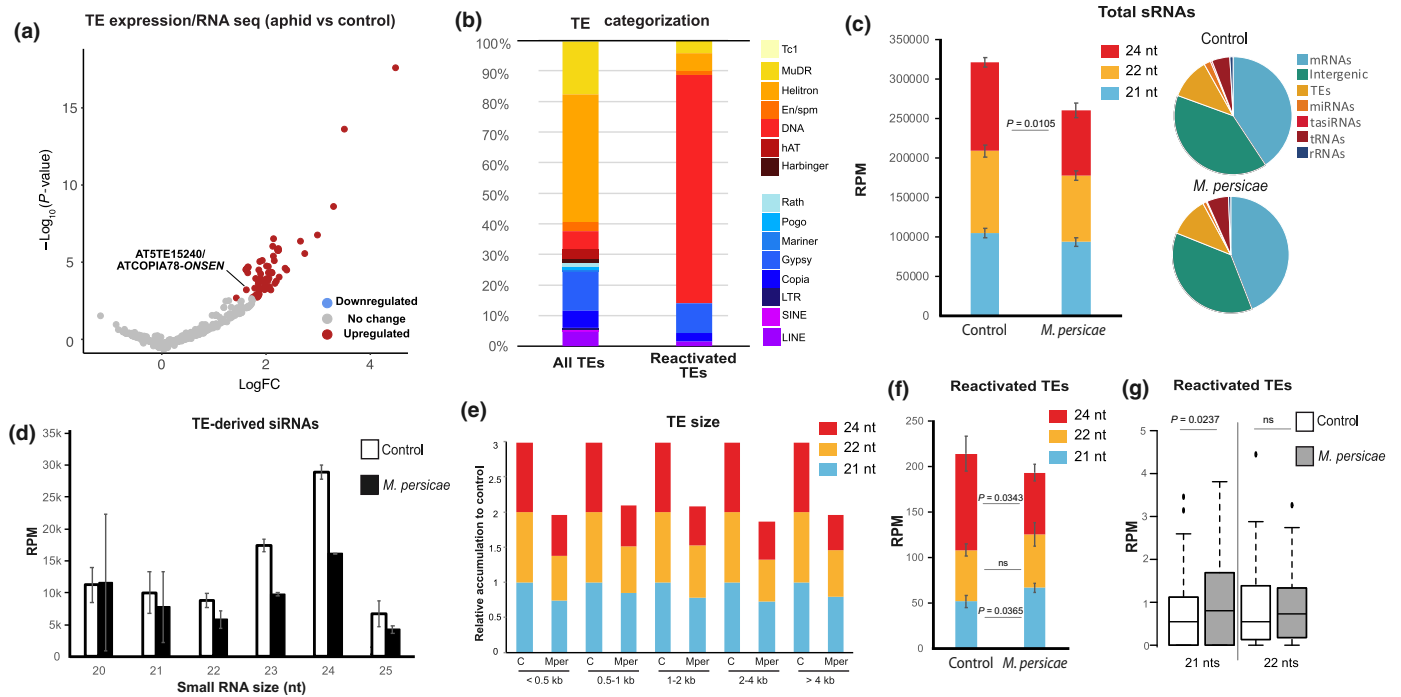 (a)
TE expression/RNA seq (aphid vs control)
−Log10(P-value)
15
10
5
0
AT5TE15240/
ATCOPIA78-ONSEN
Downregulated
No change
Upregulated
0
2
4
LogFC
(b)
TE categorization
100%
90%
80%
70%
60%
50%
40%
30%
20%
10%
0%
All TEs
Reactivated
TEs
Tc1
MuDR
Helitron
En/spm
DNA
hAT
Harbinger
Rath
Pogo
Mariner
Gypsy
Copia
LTR
SINE
LINE
(c)
Total sRNAs
RPM
350000
300000
250000
200000
150000
100000
50000
0
24 nt
22 nt
21 nt
P = 0.0105
Control
M. persicae
Control
M. persicae
mRNAs
Intergenic
TEs
miRNAs
tasiRNAs
tRNAs
rRNAs
(d)
TE-derived siRNAs
RPM
35k
30k
25k
20k
15k
10k
5k
0
Control
M. persicae
20
21
22
23
24
25
Small RNA size (nt)
(e)
TE size
24 nt
22 nt
21 nt
Relative accumulation to control
3
2.5
2
1.5
1
0.5
0
C Mper C Mper C Mper C Mper C Mper
< 0.5 kb
0.5-1 kb
1-2 kb
2-4 kb
> 4 kb
(f)
Reactivated TEs
24 nt
22 nt
21 nt
RPM
250
200
150
100
50
0
P = 0.0343
ns
P = 0.0365
Control
M. persicae
(g)
Reactivated TEs
P = 0.0237
ns
Control
M. persicae
RPM
5
4
3
2
1
0
21 nts
22 nts